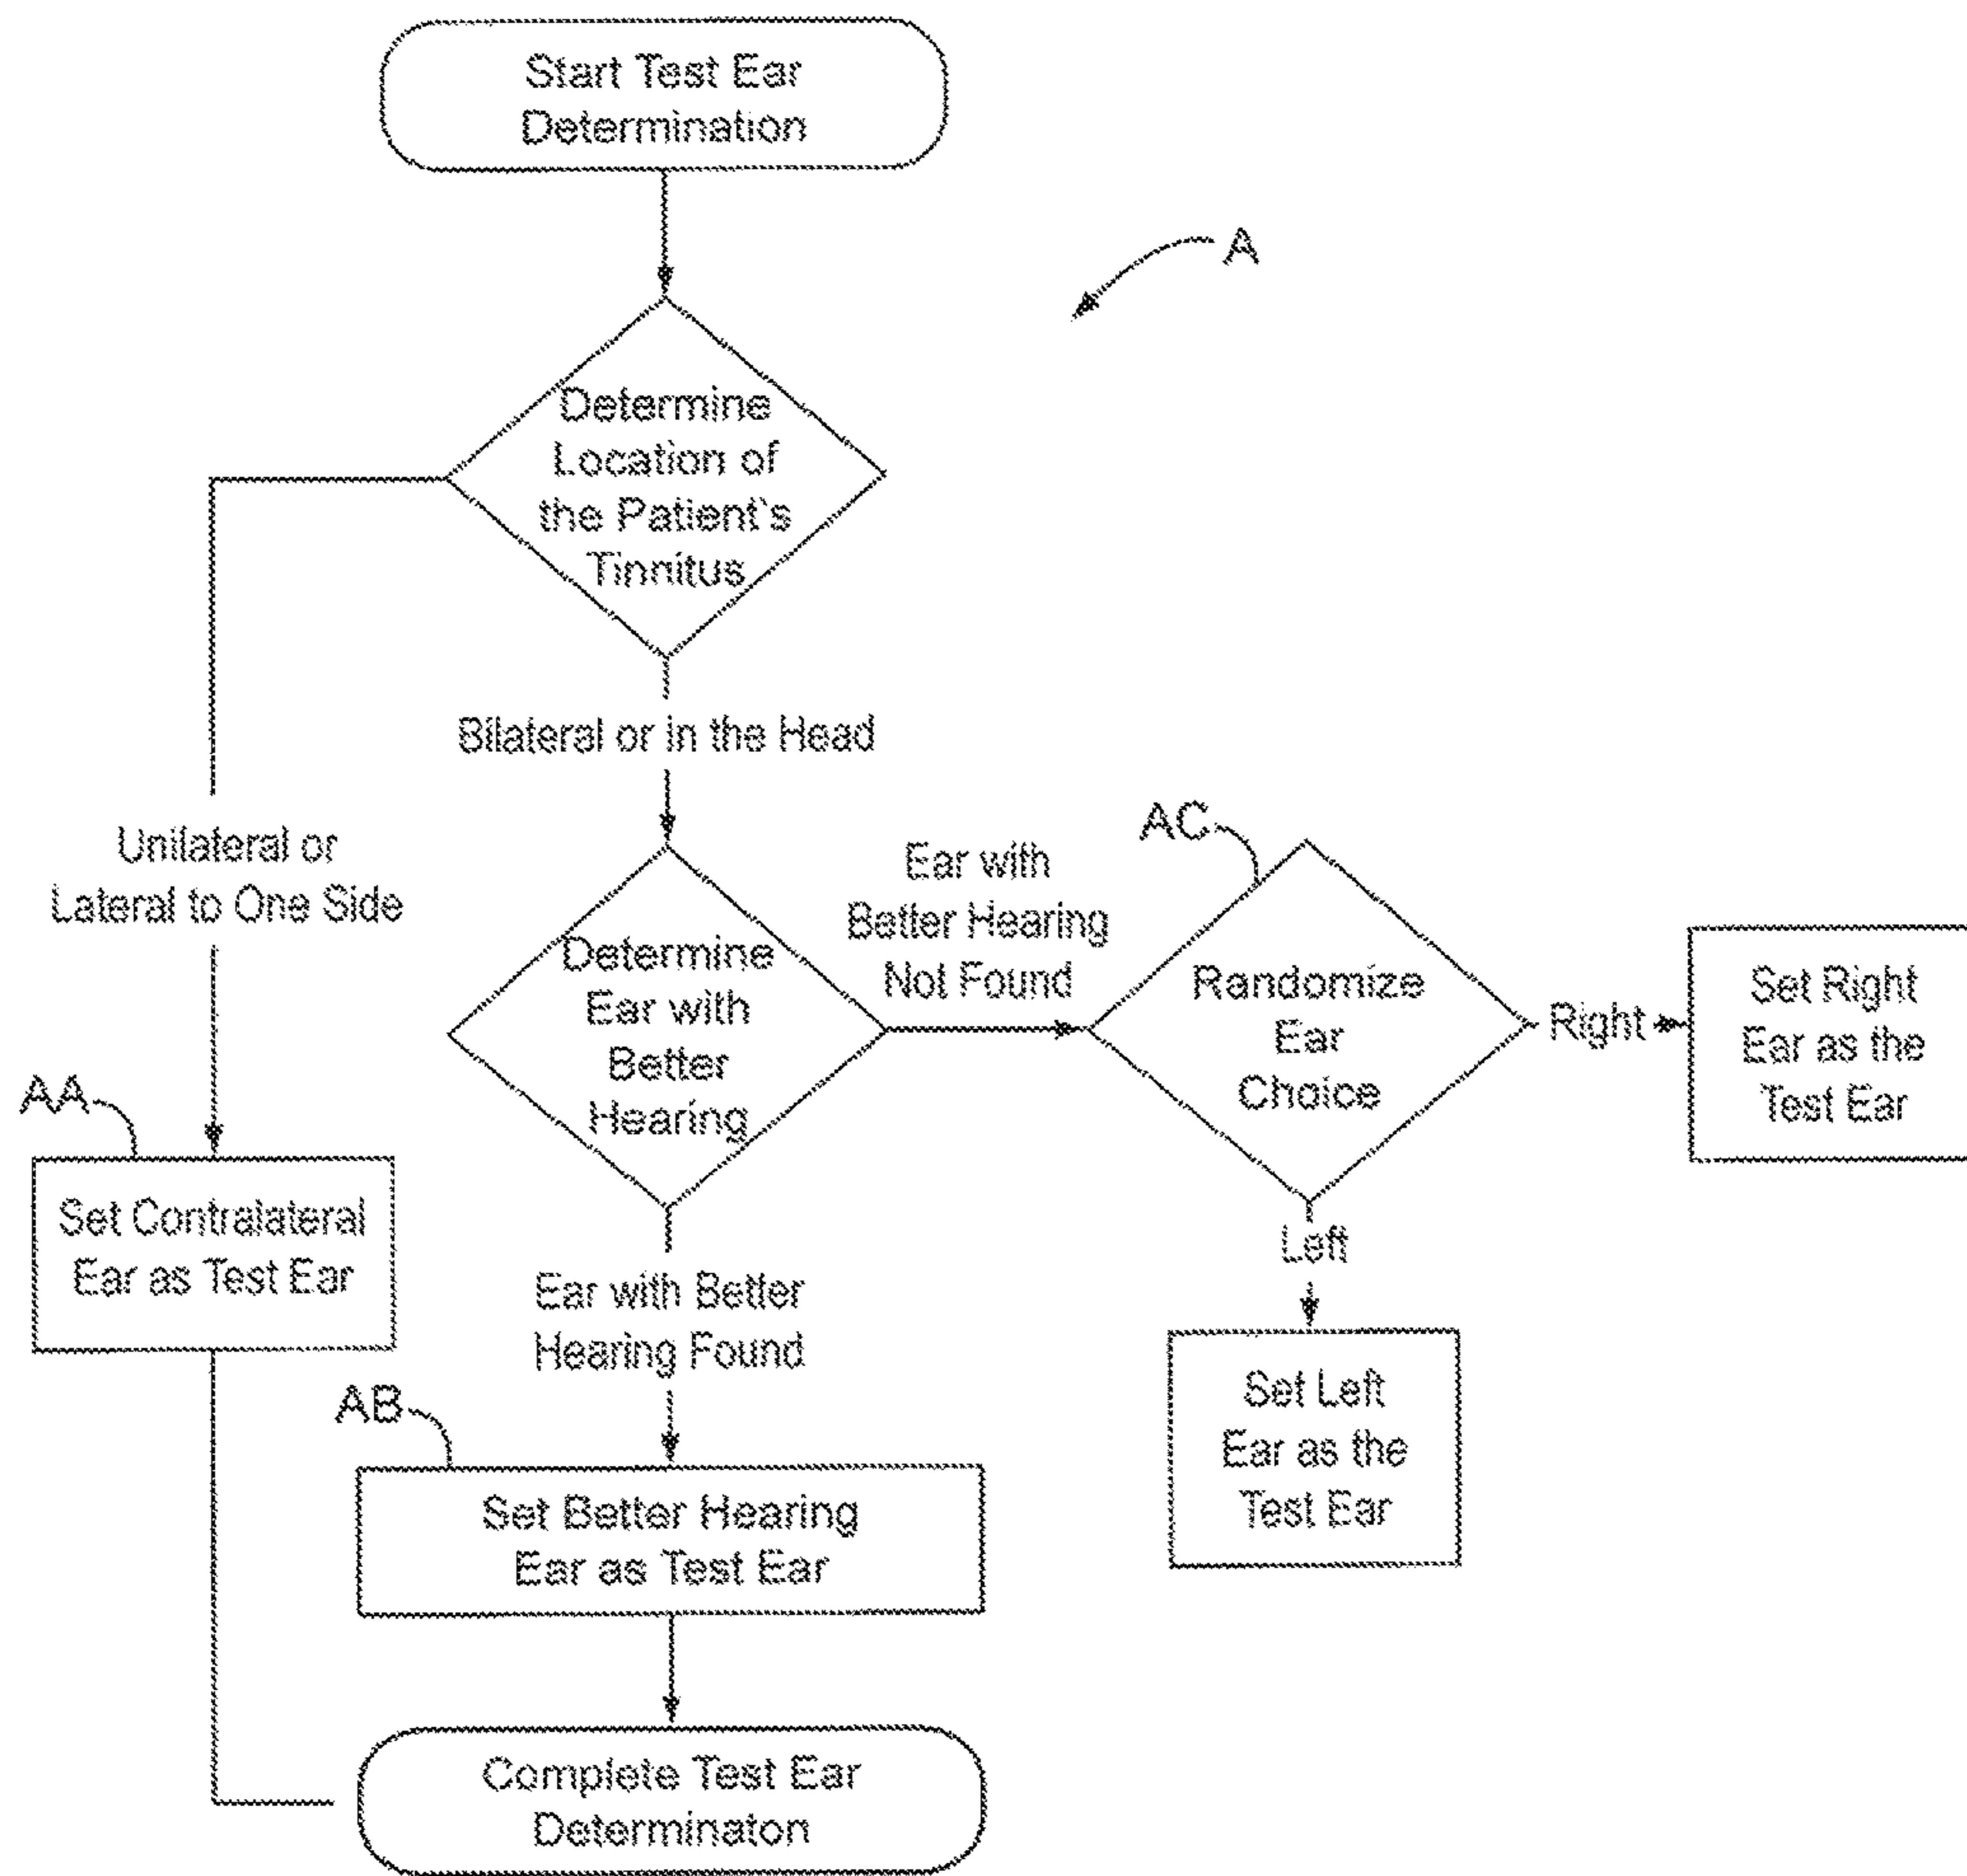 Start Test Ear
Determination
A
Determine
Location of
the Patient's
Tinnitus
Bilateral or in the Head
Unilateral or
Lateral to One Side
Determine
Ear with
Better
Hearing
Ear with
Better Hearing
Not Found
AC
Randomize
Ear
Choice
Right
Set Right
Ear as the
Test Ear
AA
Set Contralateral
Ear as Test Ear
Ear with Better
Hearing Found
Left
Set Left
Ear as the
Test Ear
AB
Set Better Hearing
Ear as Test Ear
Complete Test Ear
Determinaton